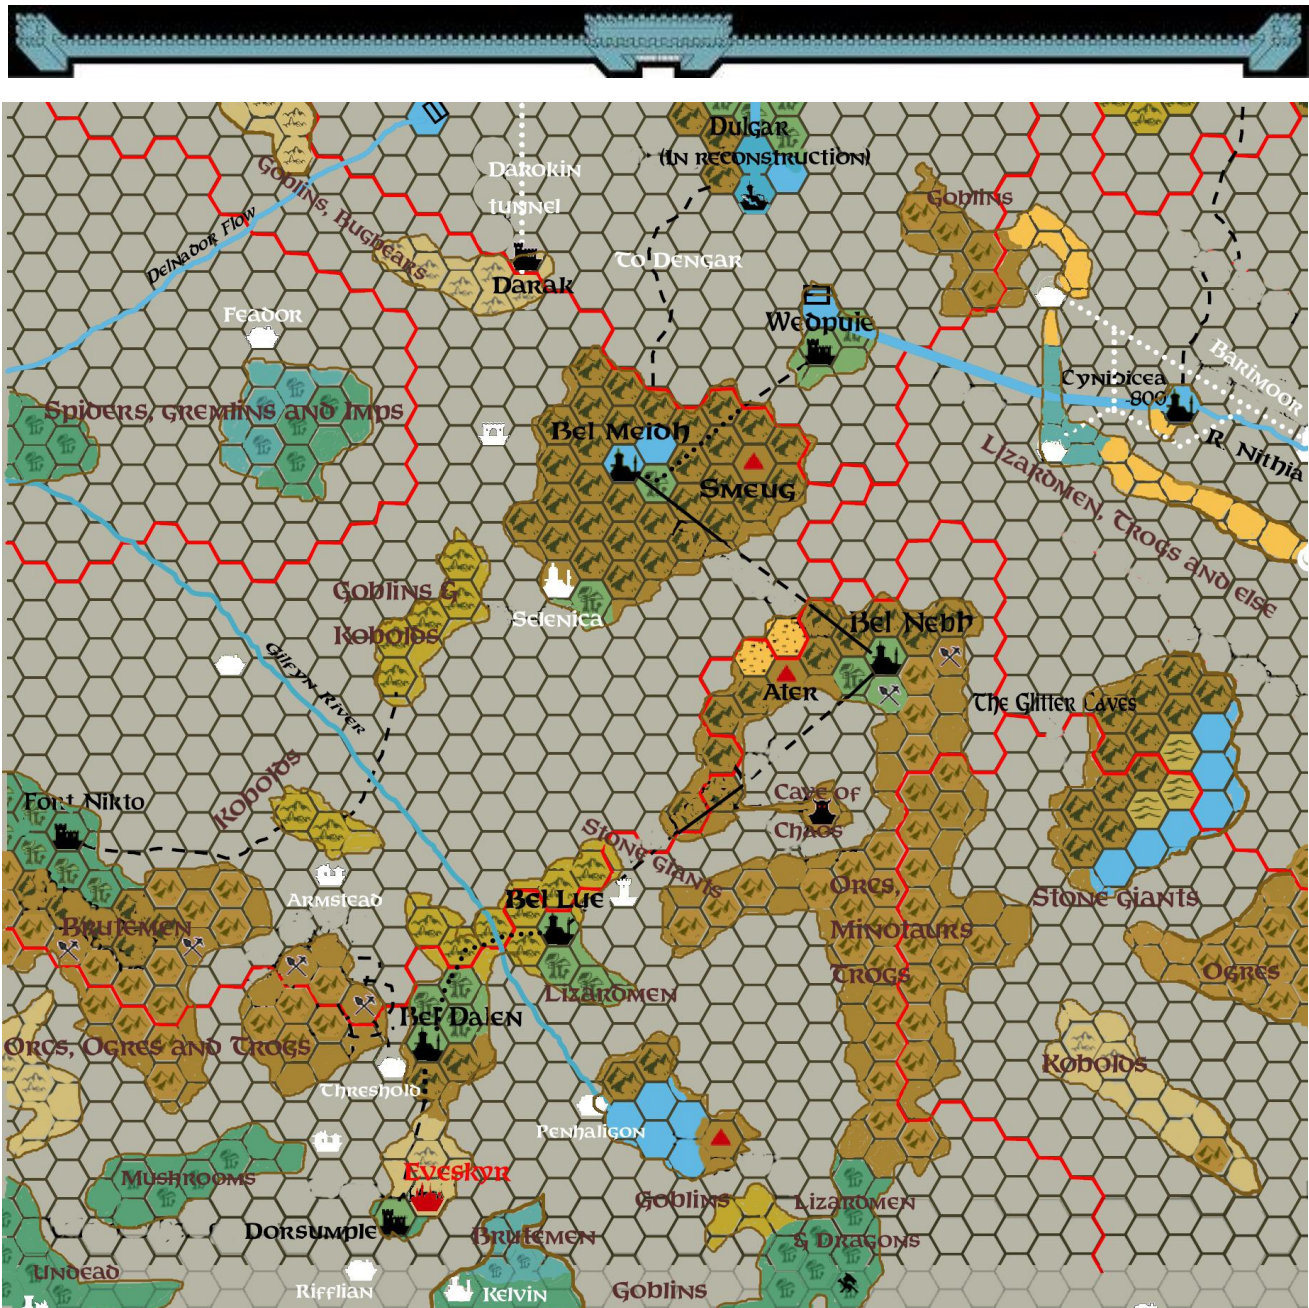 Dulgar
(In reconstruction)
Darokin
tunnel
Goblins
Goblins, Bugbears
Delnador Flow
To Dengar
Darak
Feador
Wedpuie
Barimoor
Cynidicea
-800
Spiders, gremlins and Imps
Bel Meioh
R. Nithia
Smeug
Lizardmen, Trogs and else
Goblins &
Kobolds
Selenica
Bel Nebh
Gilfyn River
Ater
The Glitter Caves
Kobolds
Fort Nikto
Cave of
Chaos
Stone giants
Armstead
Bel Lue
Orcs,
Minotaurs
Trogs
Stone giants
Brutemen
Ogres
Lizardmen
Bel Dalen
Orcs, Ogres and Trogs
Kobolds
Threshold
Penhaligon
Eveskyr
Mushrooms
Goblins
Lizardmen
& Dragons
Dorsumple
Brutemen
Undead
Rifflian
Kelvin
Goblins